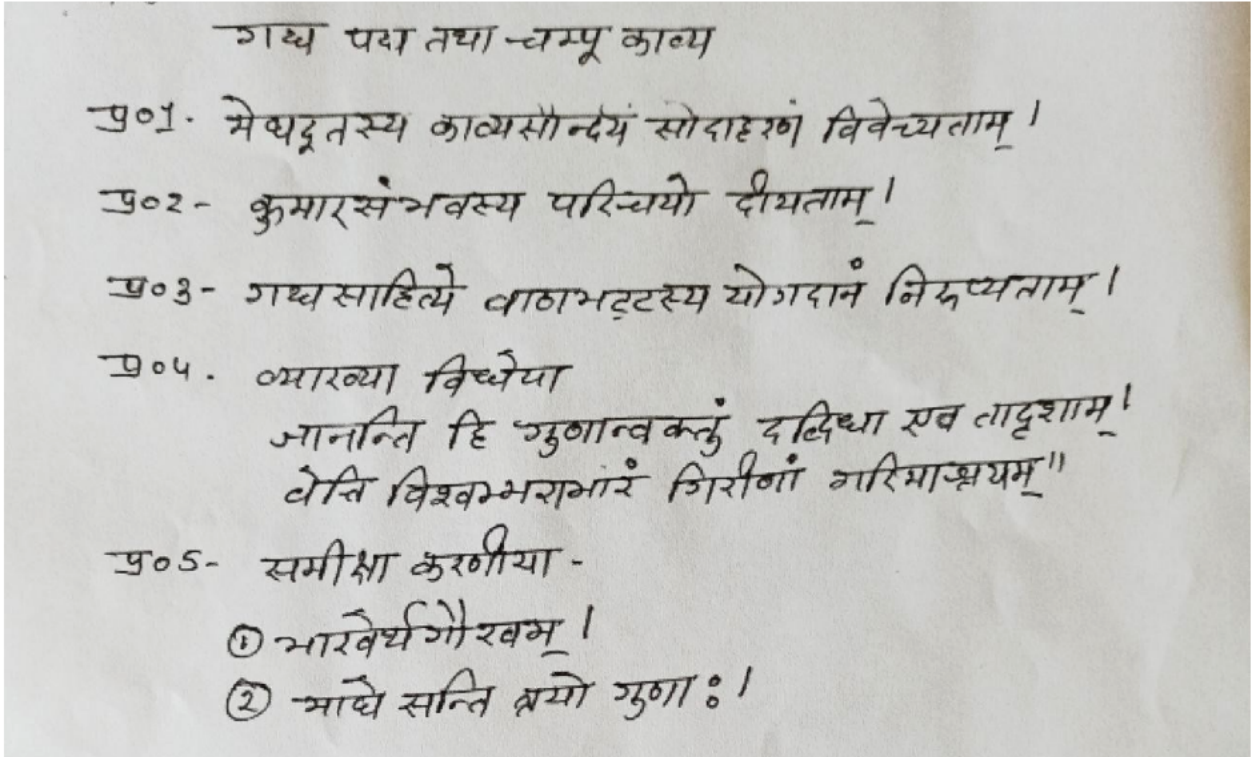 गद्य पद्य तथा चम्पू काव्य
प्र०1. मेघदूतस्य काव्यसौन्दर्यं सोदाहरणं विवेच्यताम्।
प्र०2- कुमारसंभवस्य परिचयो दीयताम्।
प्र०3- गद्यसाहित्ये बाणभट्टस्य योगदानं निरूप्यताम्।
प्र०4. व्याख्या विधेया
जानन्ति हि गुणान्वक्तुं तद्विधा एव तादृशाम्।
वेत्ति विश्वम्भराभारं गिरीणां गरिमाश्रयम्"
प्र०5- समीक्षा करणीया -
① भारवेर्थगौरवम्।
② माघे सन्ति त्रयो गुणाः।